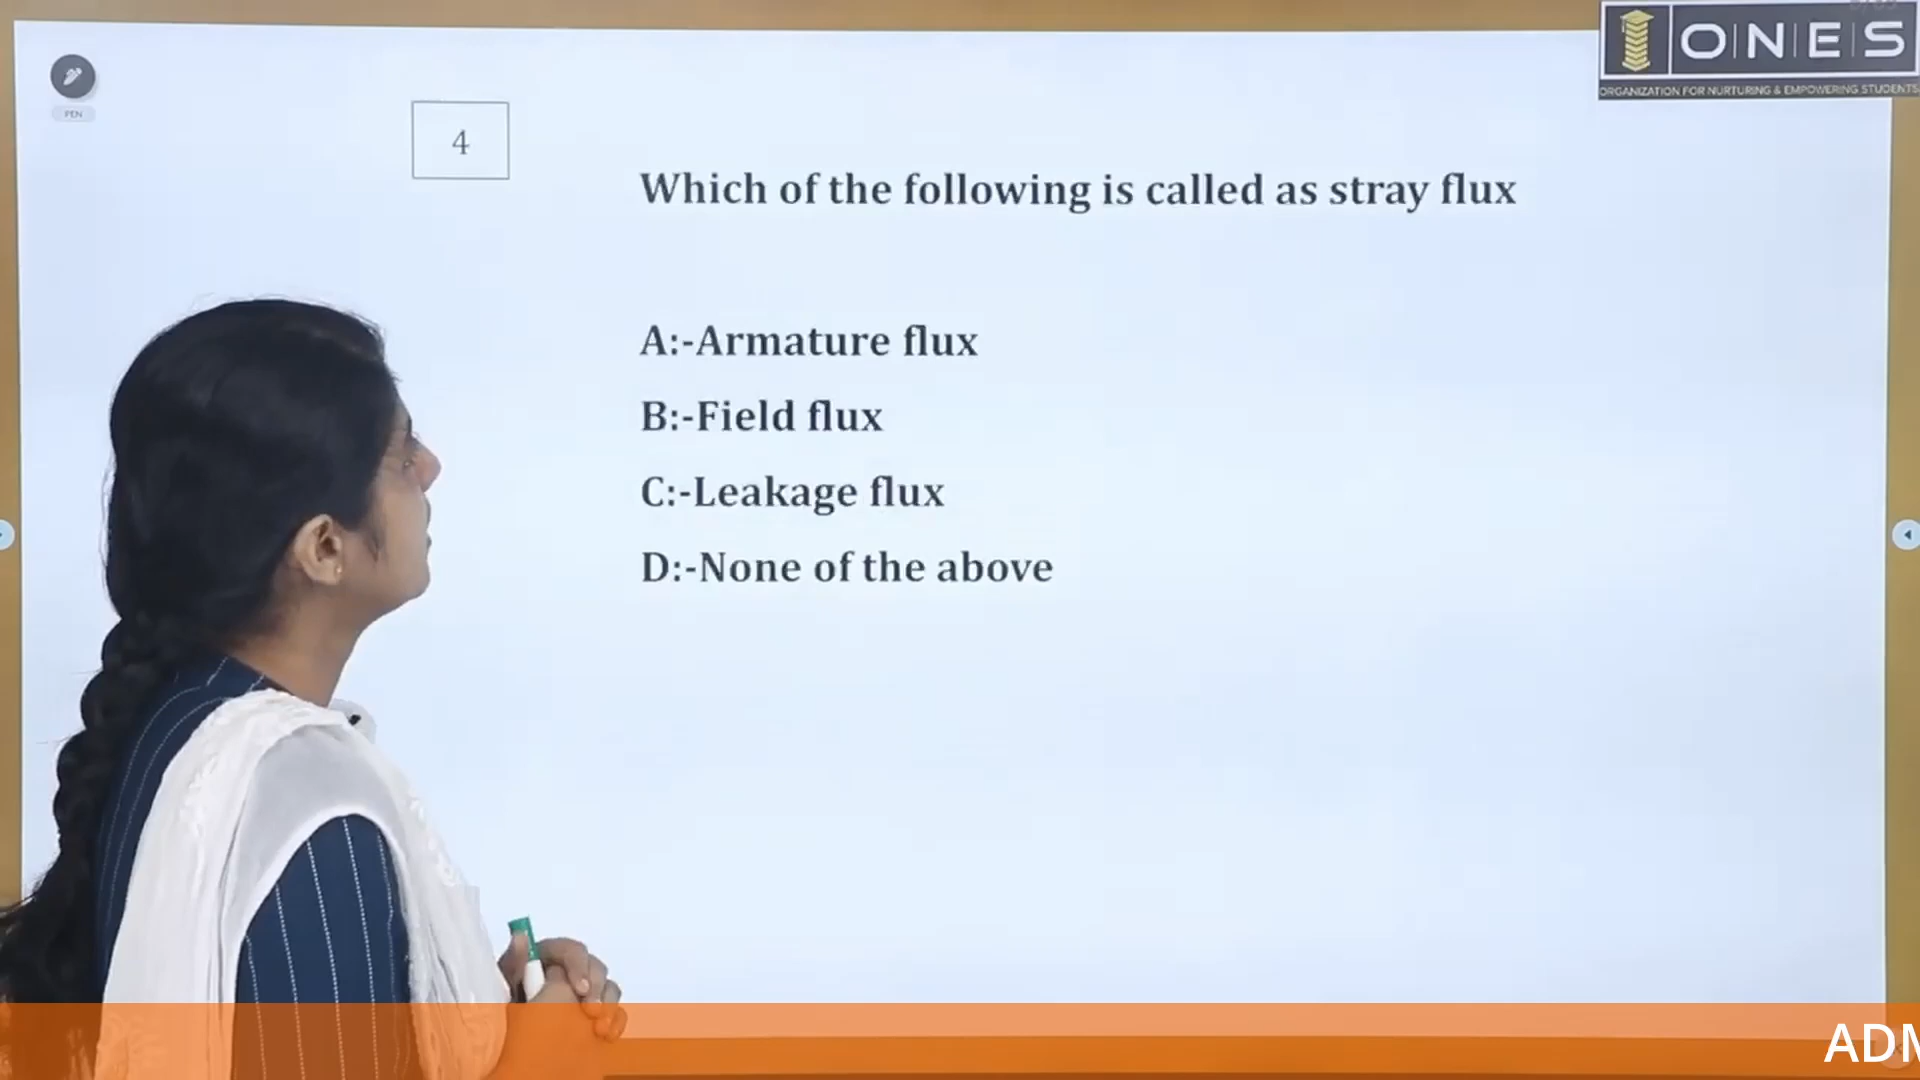 O|N|E|S
ORGANIZATION FOR NURTURING & EMPOWERING STUDENTS
PEN
4
Which of the following is called as stray flux
A:-Armature flux
B:-Field flux
C:-Leakage flux
D:-None of the above
ADM